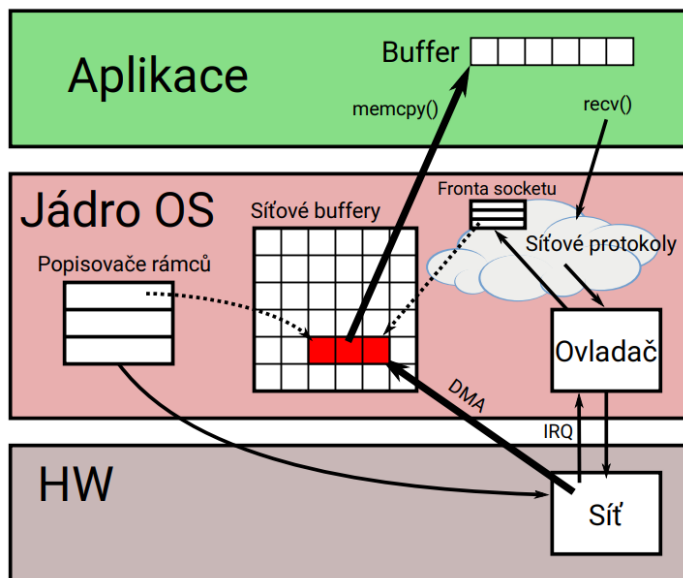 Buffer
Aplikace
memcpy()
recv()
Jádro OS
Síťové buffery
Fronta socketu
Síťové protokoly
Popisovače rámců
Ovladač
DMA
IRQ
HW
Síť